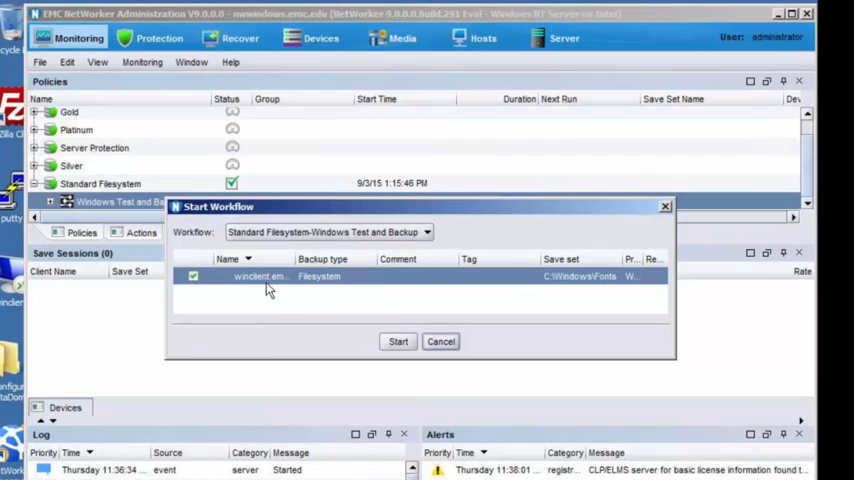 EMC NetWorker Administration V9.0.0.0 - nwwindows.emc.edu (NetWorker 9.0.0.0.Build.291 Eval - Windows NT Server on Intel)
Monitoring Protection Recover Devices Media Hosts Server User: administrator
File Edit View Monitoring Window Help
Policies
Name Status Group Start Time Duration Next Run Save Set Name Dev
Gold
Platinum
Server Protection
Silver
Standard Filesystem 9/3/15 1:15:46 PM
Windows Test and Ba
Start Workflow
Workflow: Standard Filesystem-Windows Test and Backup
Name Backup type Comment Tag Save set Pr... Re...
winclient.em... Filesystem C:\Windows\Fonts W...
Start Cancel
Policies Actions
Save Sessions (0)
Client Name Save Set Rate
Devices
Log
Priority Time Source Category Message
Thursday 11:36:34 ... event server Started
Alerts
Priority Time Category Message
Thursday 11:38:01 ... registr... CLP/ELMS server for basic license information found t...
putty